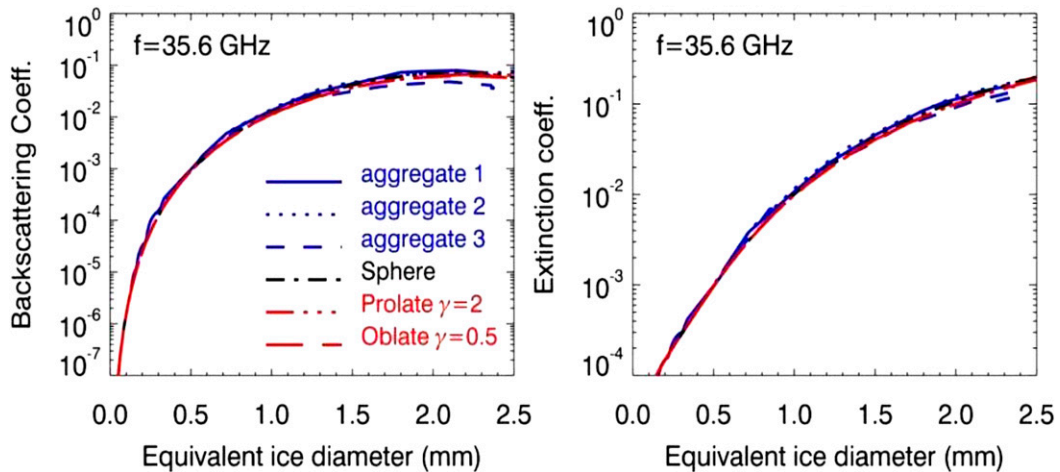 f=35.6 GHz
Backscattering Coeff.
10^0
10^-1
10^-2
10^-3
10^-4
10^-5
10^-6
10^-7
aggregate 1
aggregate 2
aggregate 3
Sphere
Prolate γ=2
Oblate γ=0.5
0.0 0.5 1.0 1.5 2.0 2.5
Equivalent ice diameter (mm)
f=35.6 GHz
Extinction coeff.
10^0
10^-1
10^-2
10^-3
10^-4
0.0 0.5 1.0 1.5 2.0 2.5
Equivalent ice diameter (mm)